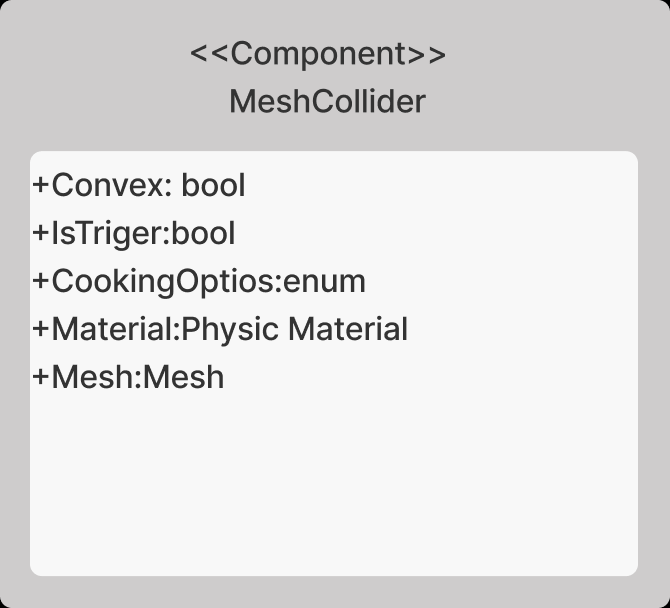 <<Component>>
MeshCollider
+Convex: bool
+IsTriger:bool
+CookingOptios:enum
+Material:Physic Material
+Mesh:Mesh